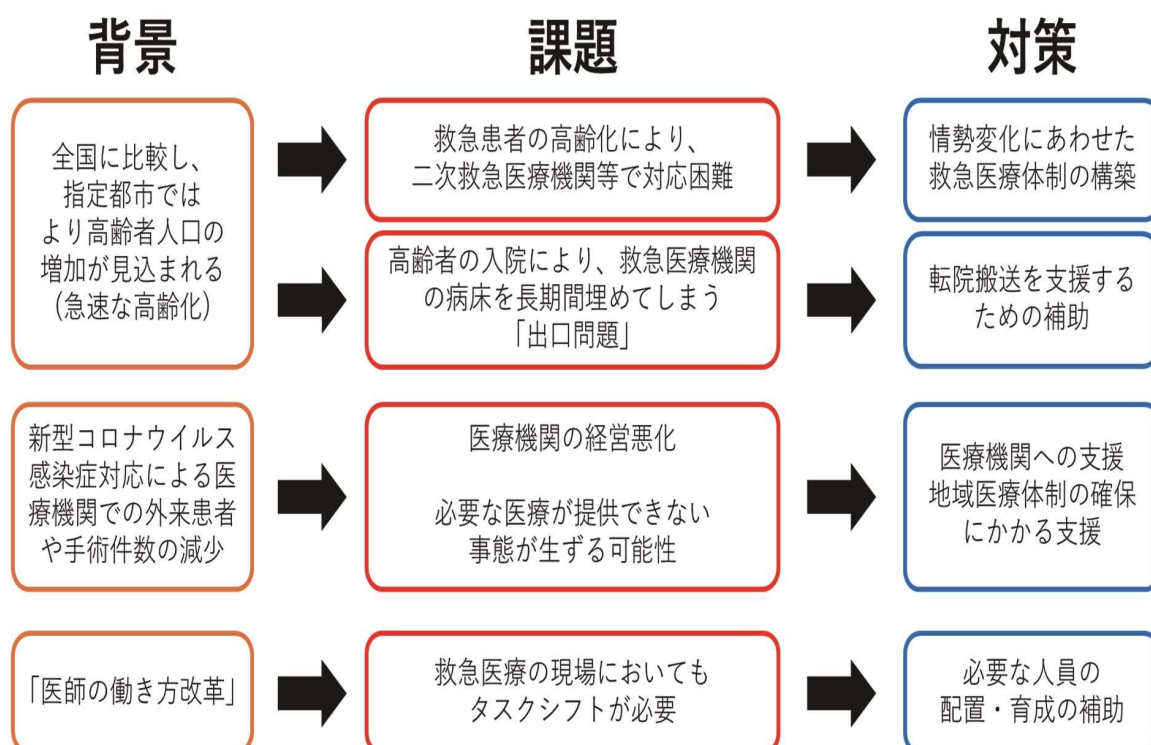 背景
課題
対策
全国に比較し、
指定都市では
より高齢者人口の
増加が見込まれる
(急速な高齢化)
救急患者の高齢化により、
二次救急医療機関等で対応困難
情勢変化にあわせた
救急医療体制の構築
高齢者の入院により、救急医療機関
の病床を長期間埋めてしまう
「出口問題」
転院搬送を支援する
ための補助
新型コロナウイルス
感染症対応による医
療機関での外来患者
や手術件数の減少
医療機関の経営悪化
必要な医療が提供できない
事態が生ずる可能性
医療機関への支援
地域医療体制の確保
にかかる支援
「医師の働き方改革」
救急医療の現場においても
タスクシフトが必要
必要な人員の
配置・育成の補助